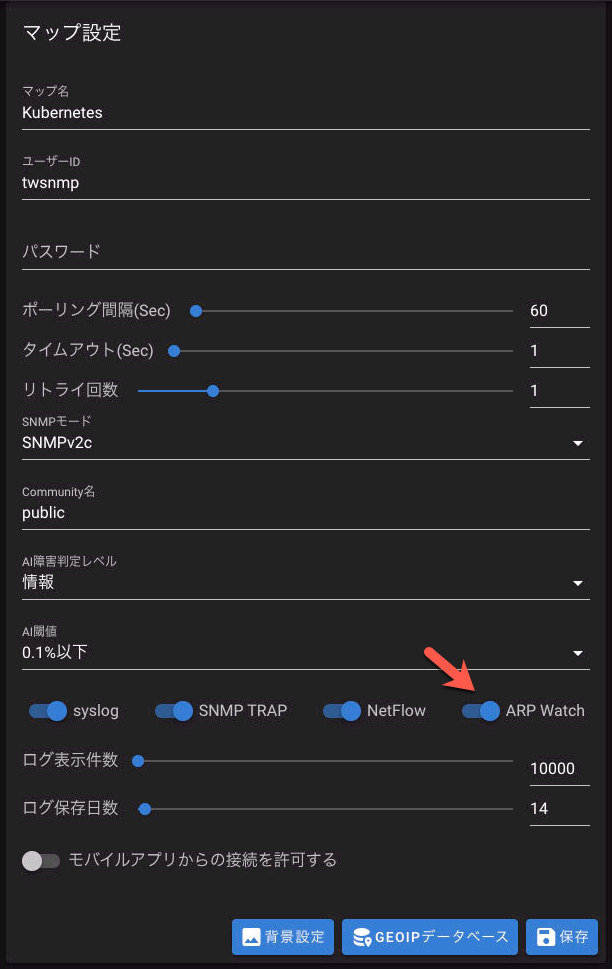 マップ設定
マップ名
Kubernetes
ユーザーID
twsnmp
パスワード
ポーリング間隔(Sec) 60
タイムアウト(Sec) 1
リトライ回数 1
SNMPモード
SNMPv2c
Community名
public
AI障害判定レベル
情報
AI閾値
0.1%以下
syslog SNMP TRAP NetFlow ARP Watch
ログ表示件数 10000
ログ保存日数 14
モバイルアプリからの接続を許可する
背景設定 GEOIPデータベース 保存